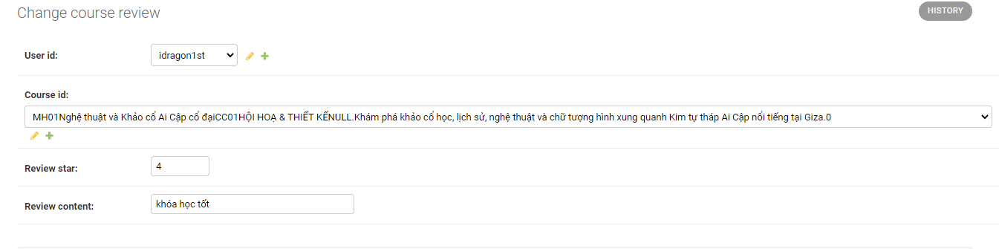 Change course review
HISTORY
User id:
idragon1st
Course id:
MH01Nghệ thuật và Khảo cổ Ai Cập cổ đạiCC01HỘI HOẠ & THIẾT KẾNULL.Khám phá khảo cổ học, lịch sử, nghệ thuật và chữ tượng hình xung quanh Kim tự tháp Ai Cập nổi tiếng tại Giza.0
Review star:
4
Review content:
khóa học tốt